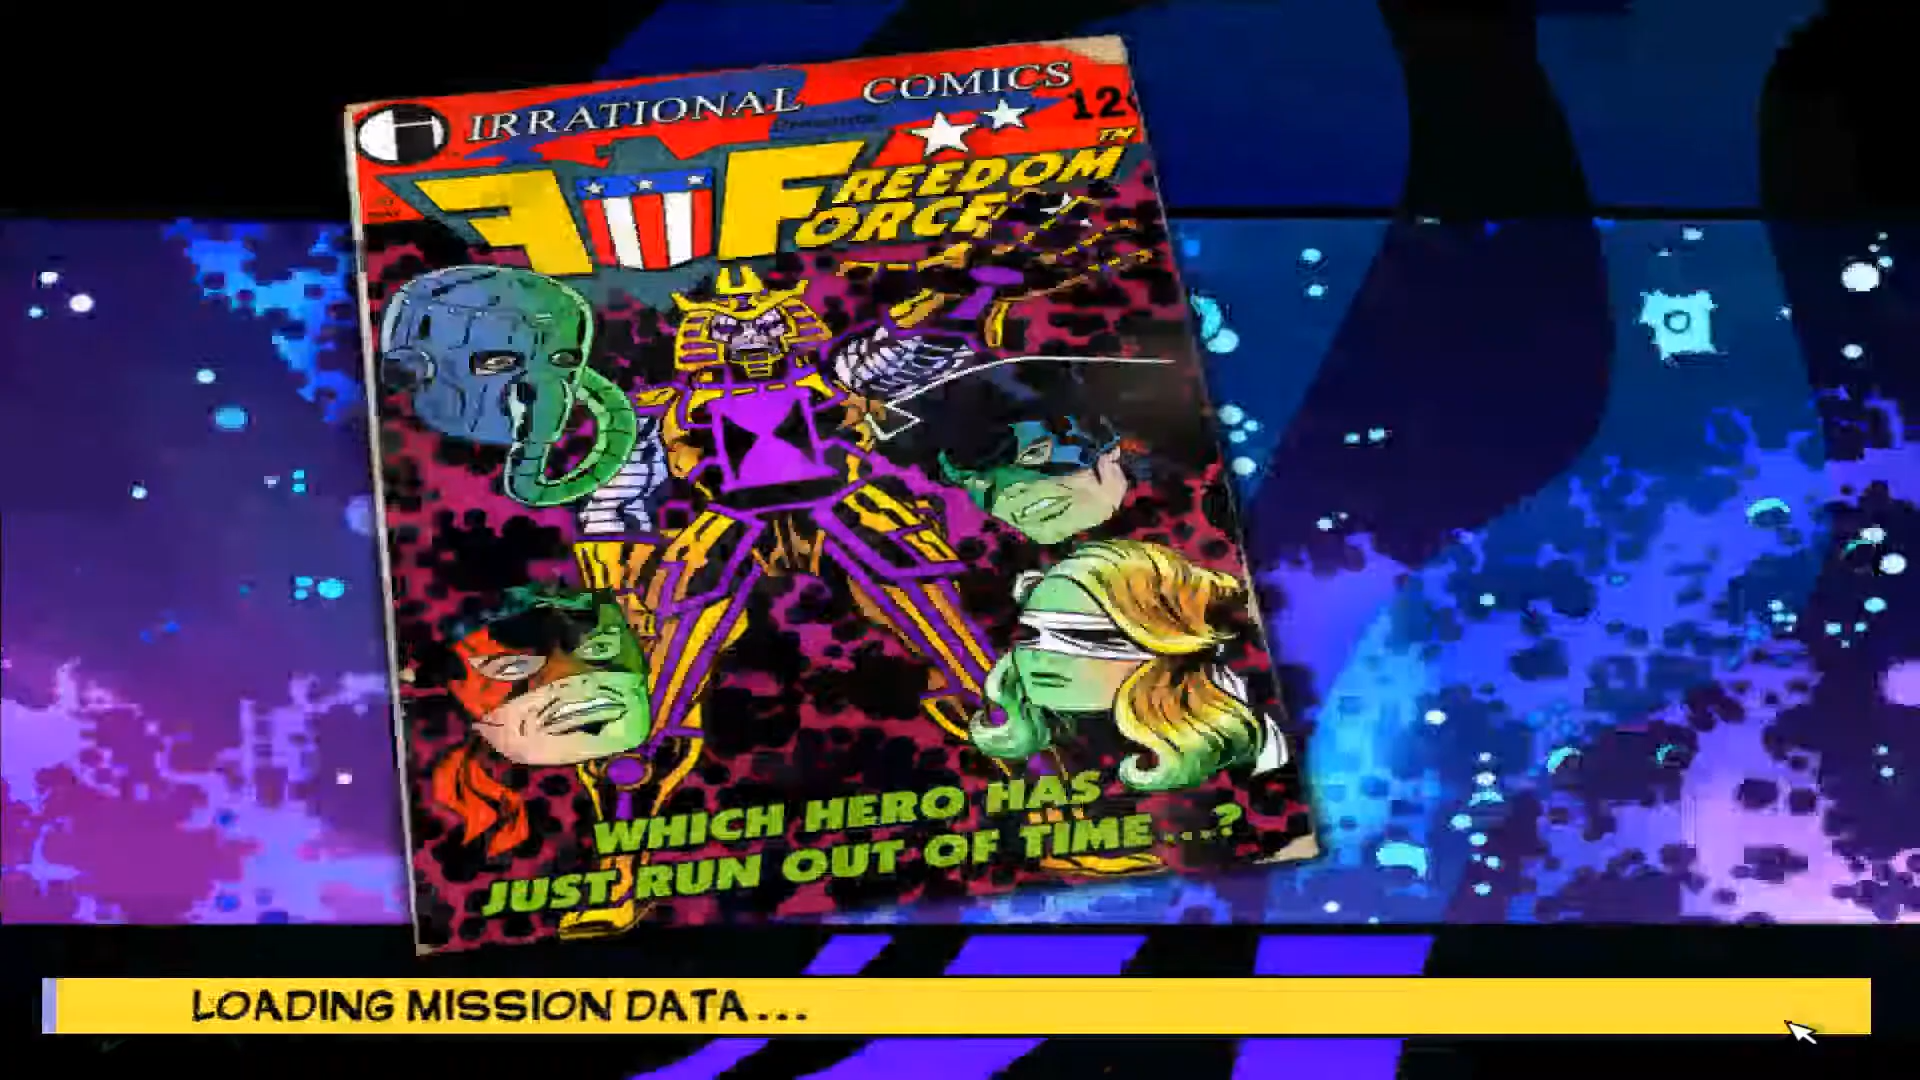 IRRATIONAL COMICS
12
FREEDOM TM
FORCE
WHICH HERO HAS
JUST RUN OUT OF TIME...?
LOADING MISSION DATA...